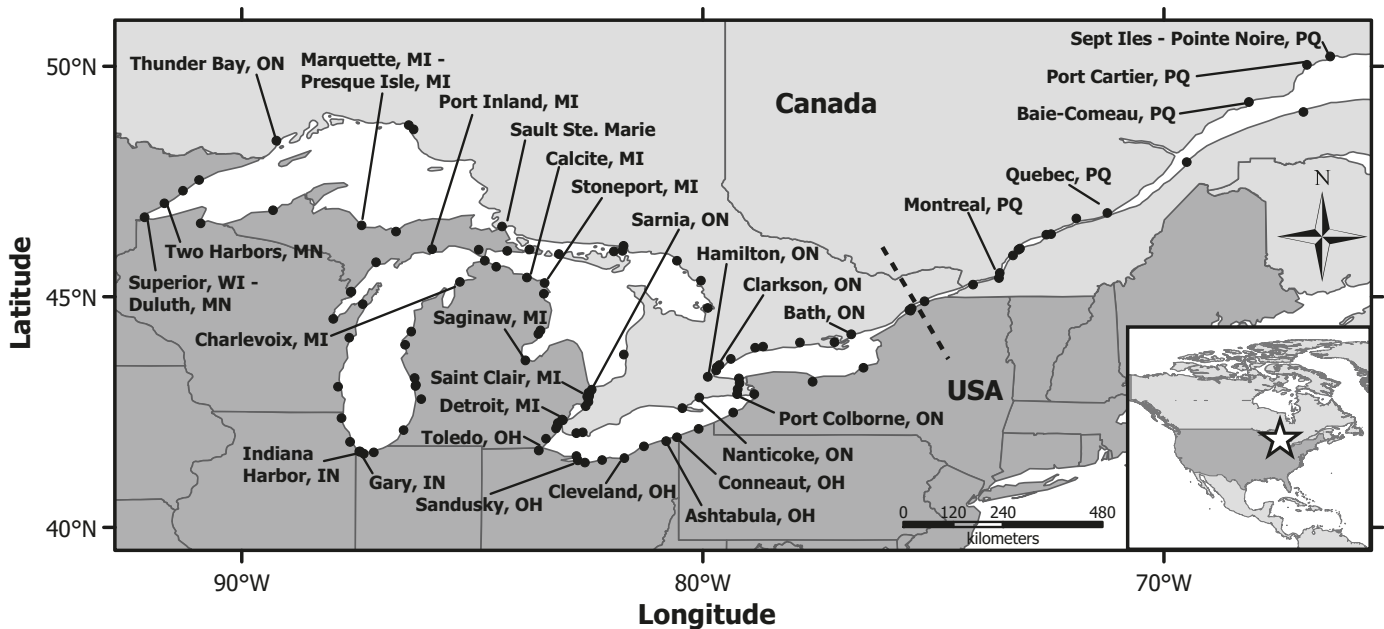 Sept Iles - Pointe Noire, PQ
50°N
Thunder Bay, ON
Marquette, MI -
Presque Isle, MI
Port Cartier, PQ
Port Inland, MI
Canada
Baie-Comeau, PQ
Sault Ste. Marie
Calcite, MI
Stoneport, MI
Quebec, PQ
N
Montreal, PQ
Sarnia, ON
Two Harbors, MN
Hamilton, ON
Superior, WI -
Duluth, MN
Clarkson, ON
45°N
Bath, ON
Charlevoix, MI
Saginaw, MI
Saint Clair, MI
USA
Detroit, MI
Port Colborne, ON
Toledo, OH
Indiana
Harbor, IN
Nanticoke, ON
Gary, IN
Conneaut, OH
Sandusky, OH
Cleveland, OH
Ashtabula, OH
0 120 240 480
kilometers
40°N
Latitude
90°W
80°W
70°W
Longitude